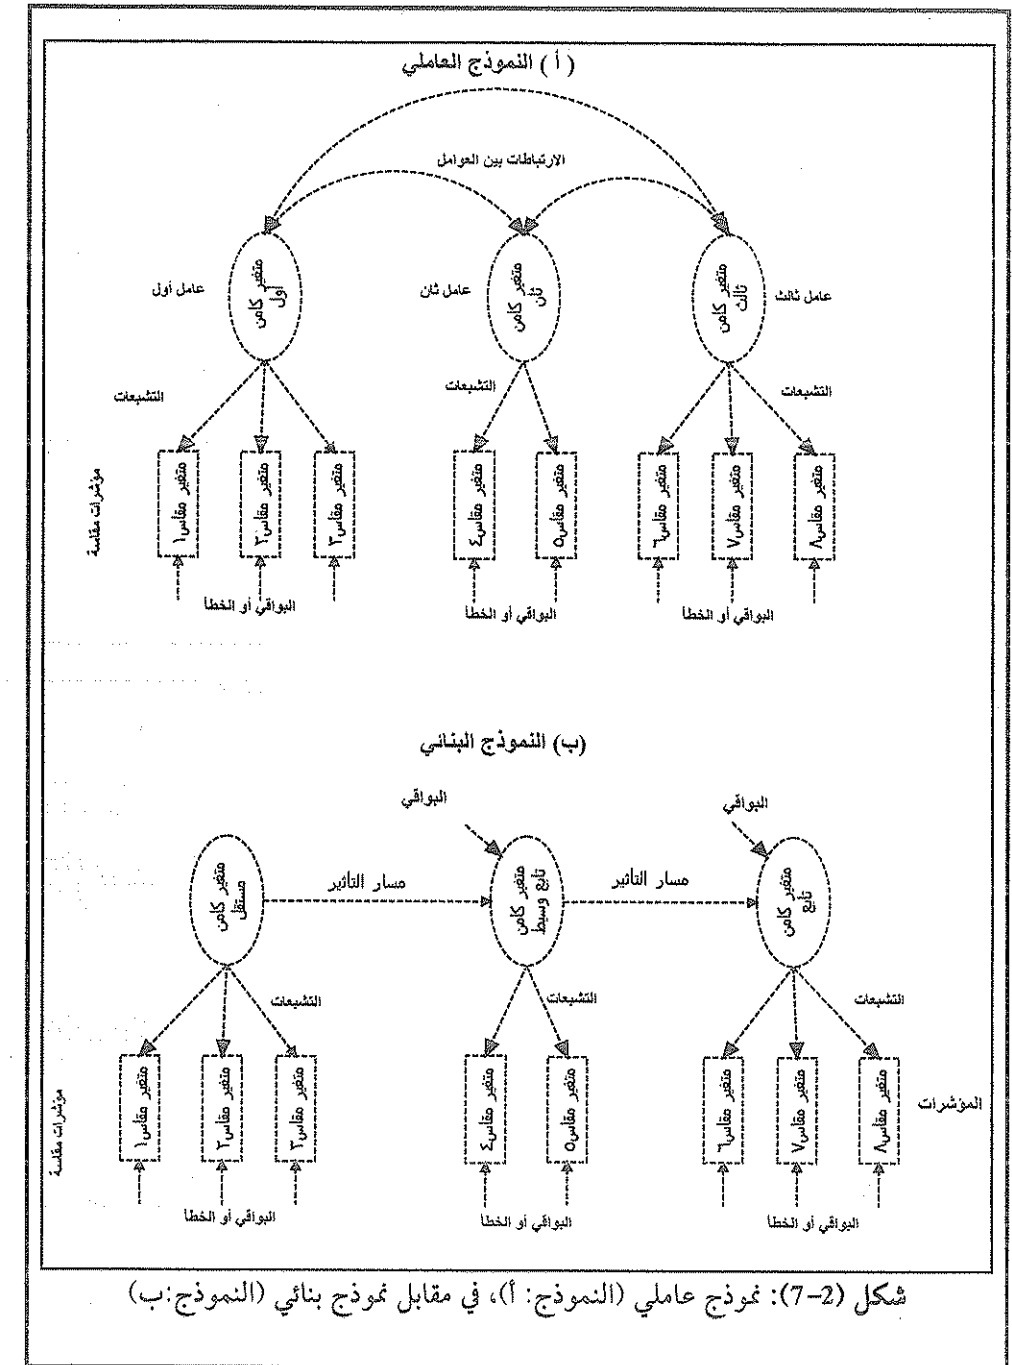 ( أ ) النموذج العاملي
الارتباطات بين العوامل
عامل أول
متغير كامن
أول
عامل ثان
متغير كامن
ثان
متغير كامن
ثالث
عامل ثالث
التشبعات
التشبعات
التشبعات
مؤشرات مقاسة
متغير مقاس١
متغير مقاس٢
متغير مقاس٣
متغير مقاس٤
متغير مقاس٥
متغير مقاس٦
متغير مقاس٧
متغير مقاس٨
البواقي أو الخطأ
البواقي أو الخطأ
البواقي أو الخطأ
(ب) النموذج البنائي
البواقي
البواقي
متغير كامن
مستقل
مسار التأثير
متغير كامن
تابع وسيط
مسار التأثير
متغير كامن
تابع
التشبعات
التشبعات
التشبعات
مؤشرات مقاسة
متغير مقاس١
متغير مقاس٢
متغير مقاس٣
متغير مقاس٤
متغير مقاس٥
متغير مقاس٦
متغير مقاس٧
متغير مقاس٨
المؤشرات
البواقي أو الخطأ
البواقي أو الخطأ
البواقي أو الخطأ
شكل (2–7): نموذج عاملي (النموذج: أ)، في مقابل نموذج بنائي (النموذج:ب)